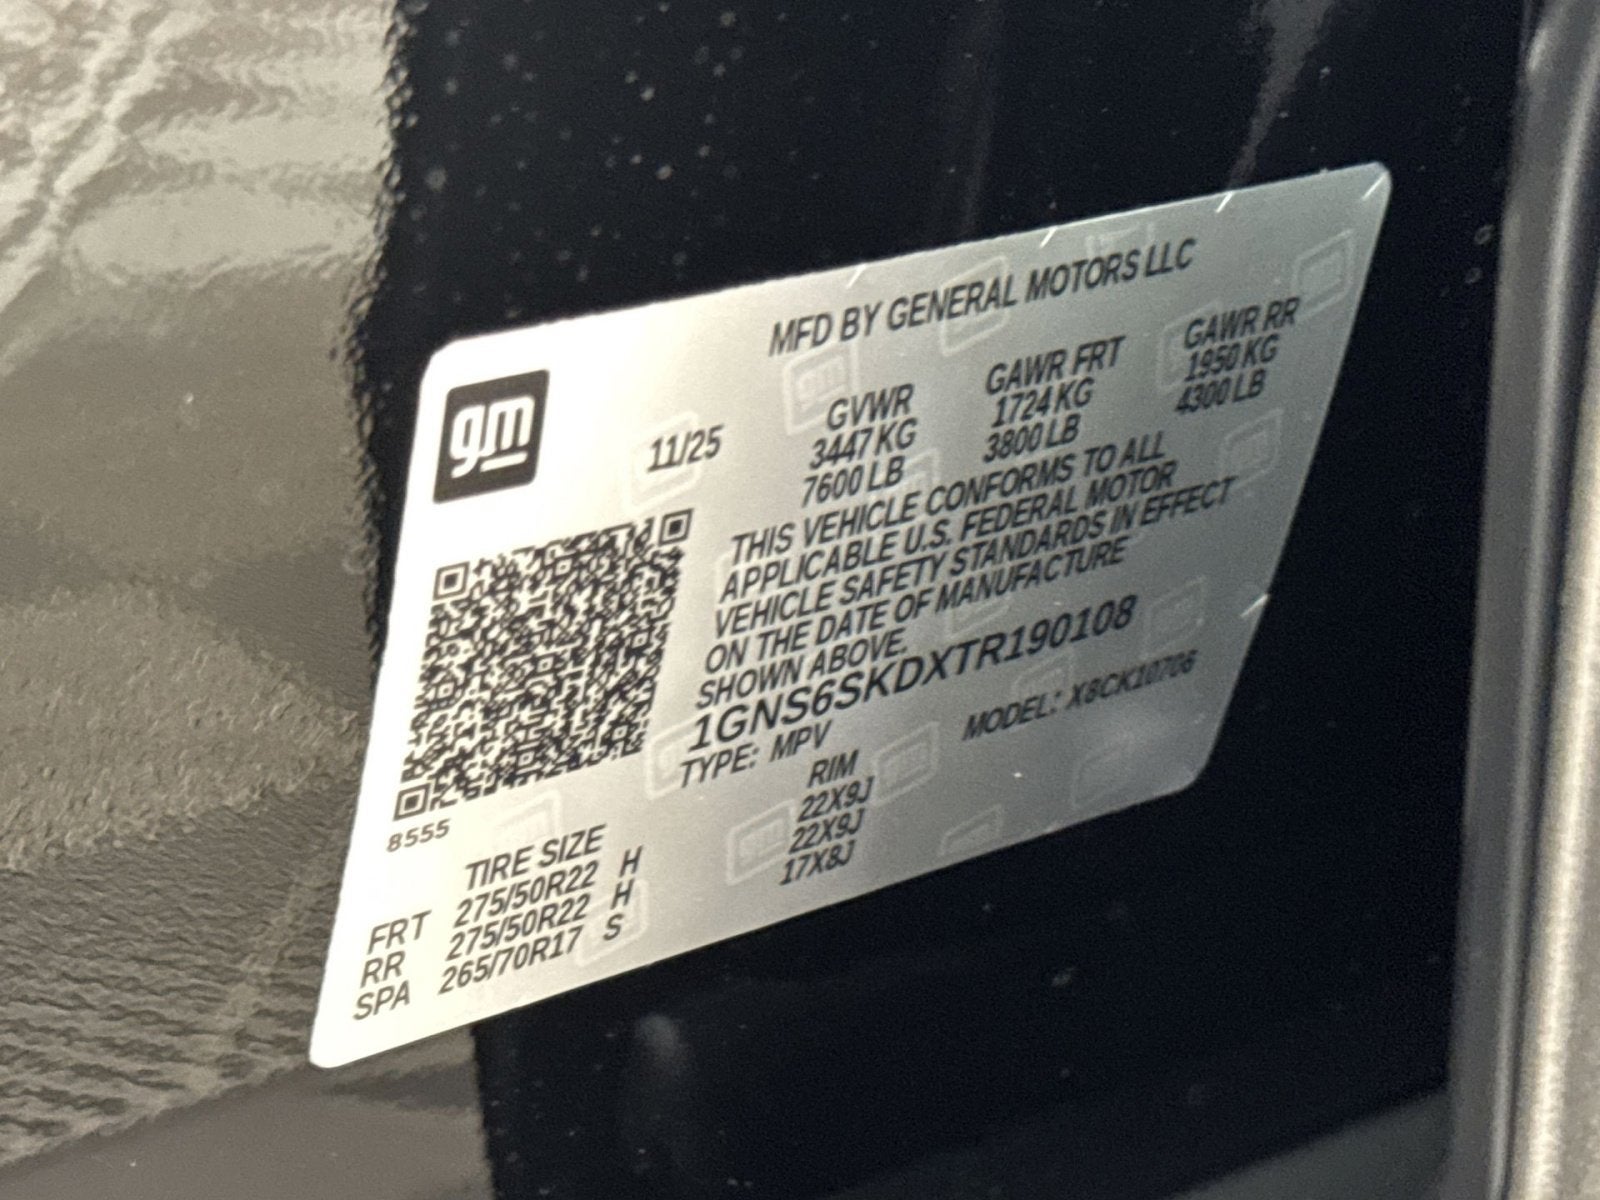 MFD BY GENERAL MOTORS LLC
gm
11/25
GVWR GAWR FRT GAWR RR
3447 KG 1724 KG 1950 KG
7600 LB 3800 LB 4300 LB
THIS VEHICLE CONFORMS TO ALL
APPLICABLE U.S. FEDERAL MOTOR
VEHICLE SAFETY STANDARDS IN EFFECT
ON THE DATE OF MANUFACTURE
SHOWN ABOVE.
1GNS6SKDXTR190108
TYPE: MPV MODEL: X8CK10706
8555
TIRE SIZE RIM
FRT 275/50R22 H 22X9J
RR 275/50R22 H 22X9J
SPA 265/70R17 S 17X8J